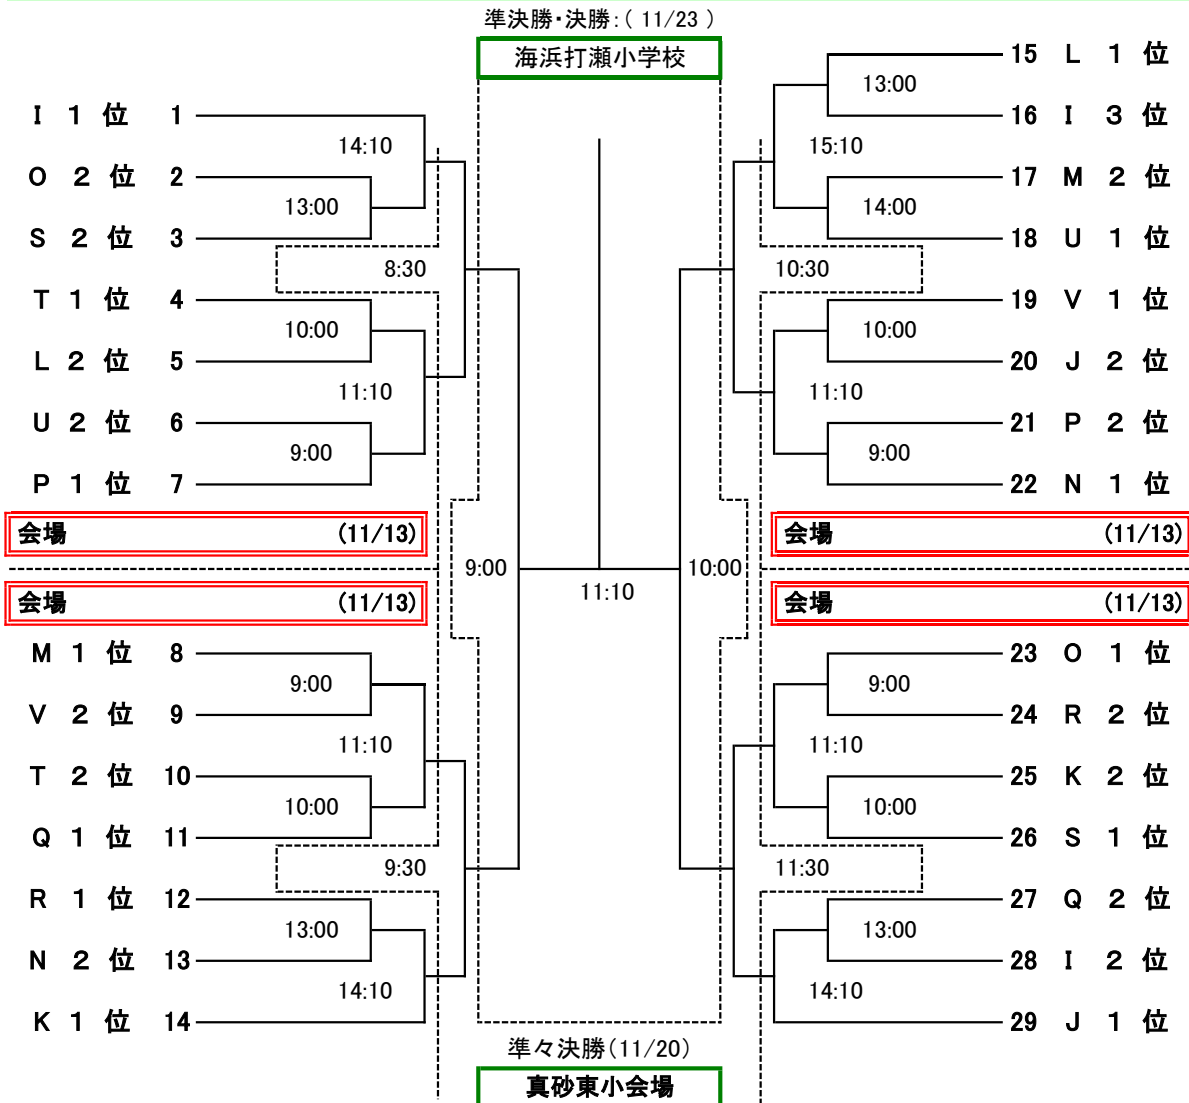 準決勝・決勝：（ 11/23 ）
海浜打瀬小学校
I 1 位 1
14:10
O 2 位 2
13:00
S 2 位 3
8:30
T 1 位 4
10:00
L 2 位 5
11:10
U 2 位 6
9:00
P 1 位 7
会場 (11/13)
会場 (11/13)
M 1 位 8
9:00
V 2 位 9
11:10
T 2 位 10
10:00
Q 1 位 11
9:30
R 1 位 12
13:00
N 2 位 13
14:10
K 1 位 14
9:00
11:10
10:00
15 L 1 位
13:00
16 I 3 位
15:10
17 M 2 位
14:00
18 U 1 位
10:30
19 V 1 位
10:00
20 J 2 位
11:10
21 P 2 位
9:00
22 N 1 位
会場 (11/13)
会場 (11/13)
23 O 1 位
9:00
24 R 2 位
11:10
25 K 2 位
10:00
26 S 1 位
11:30
27 Q 2 位
13:00
28 I 2 位
14:10
29 J 1 位
準々決勝（11/20）
真砂東小会場